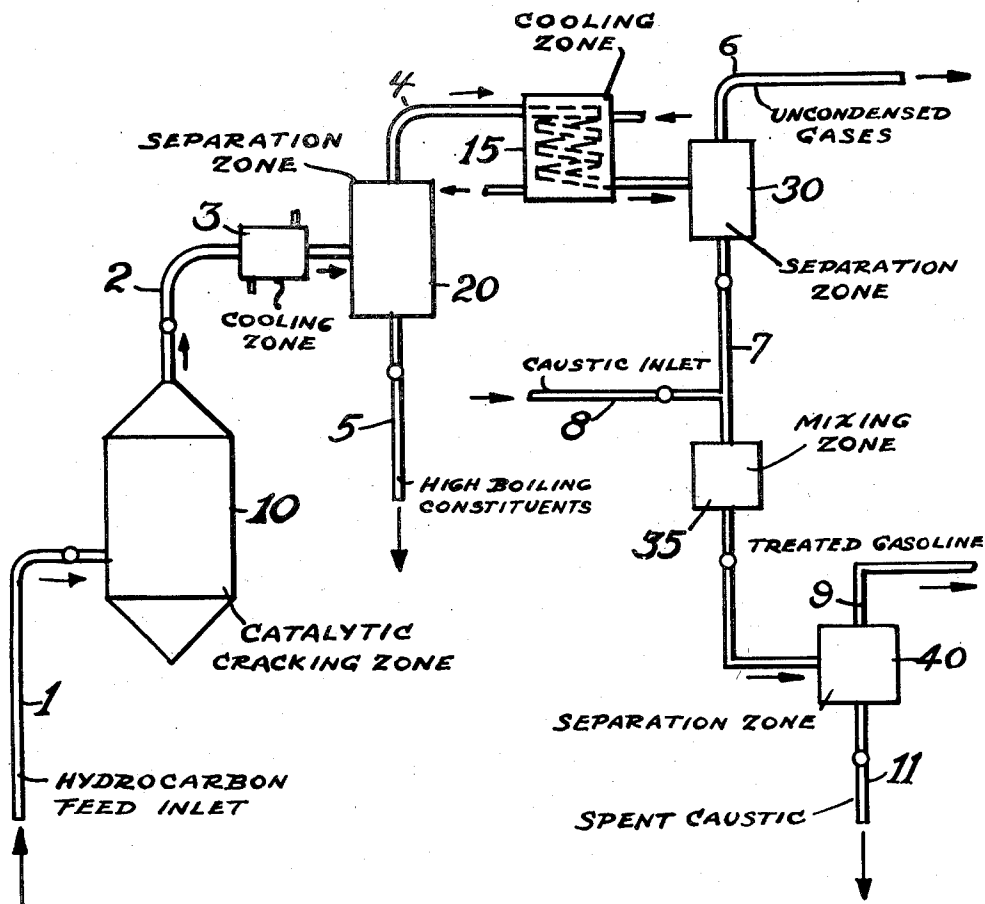 COOLING
ZONE
6
4
UNCONDENSED
GASES
SEPARATION
ZONE
15
30
3
2
20
SEPARATION
ZONE
COOLING
ZONE
7
CAUSTIC INLET
8
5
MIXING
ZONE
HIGH BOILING
CONSTITUENTS
10
35
TREATED GASOLINE
9
CATALYTIC
CRACKING ZONE
40
1
SEPARATION ZONE
HYDROCARBON
FEED INLET
11
SPENT CAUSTIC